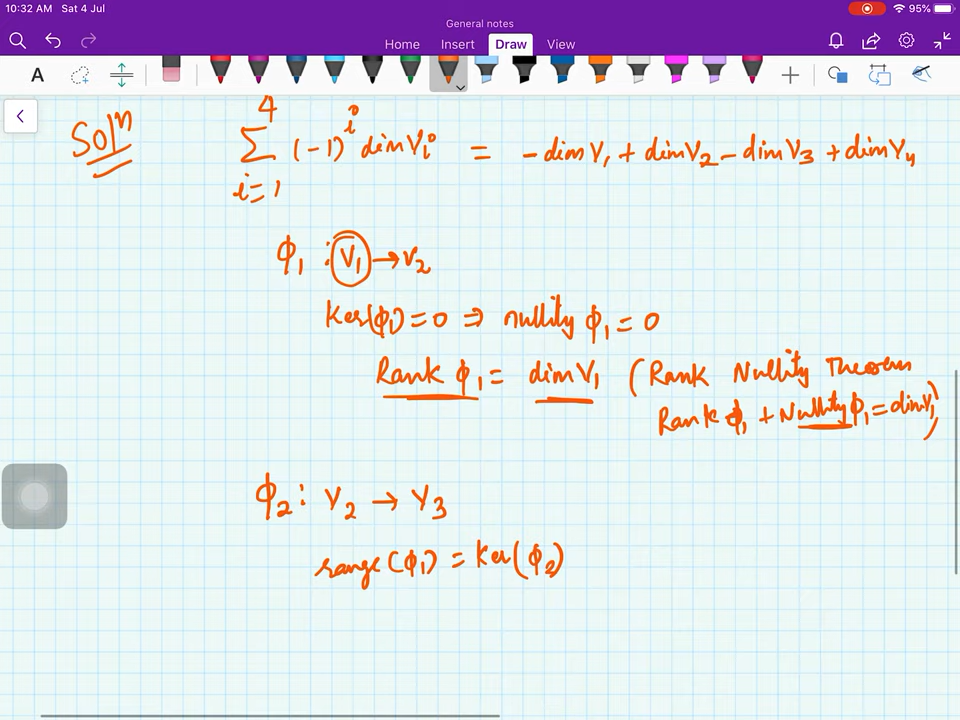 10:32 AM Sat 4 Jul
95%
General notes
Home Insert Draw View
A
Solⁿ
4
∑ (-1)^i dim V_i = - dim V₁ + dim V₂ - dim V₃ + dim V₄
i=1
ϕ₁ : V₁ → V₂
Ker(ϕ₁) = 0 ⇒ nullity ϕ₁ = 0
Rank ϕ₁ = dim V₁ ( Rank Nullity Theorem
Rank ϕ₁ + Nullity ϕ₁ = dim V₁ )
ϕ₂ : V₂ → V₃
range (ϕ₁) = Ker(ϕ₂)